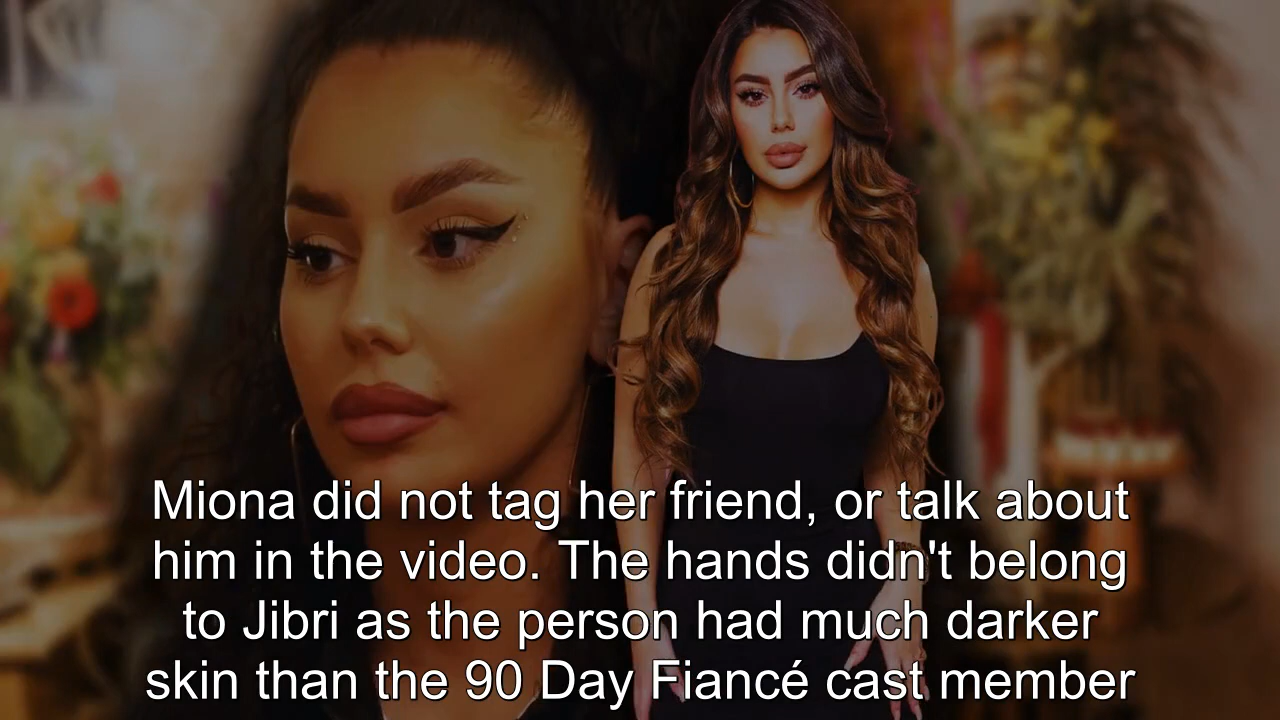 Miona did not tag her friend, or talk about
him in the video. The hands didn't belong
to Jibri as the person had much darker
skin than the 90 Day Fiancé cast member